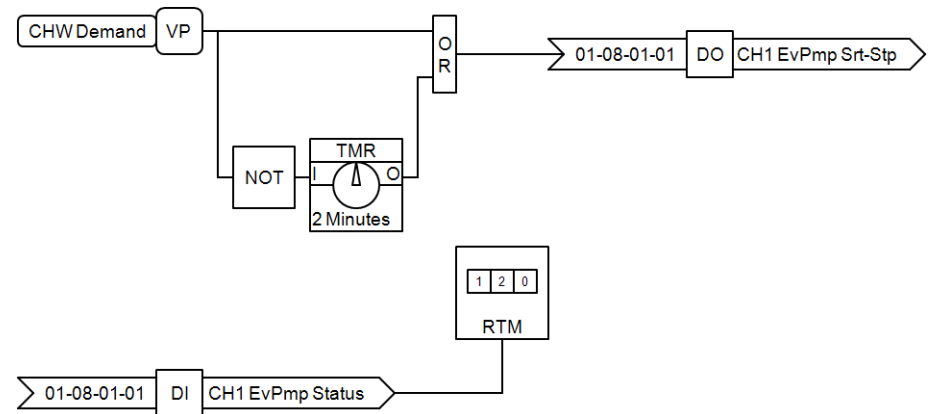 CHW Demand VP
OR
01-08-01-01 DO CH1 EvPmp Srt-Stp
NOT
TMR
I O
2 Minutes
1 2 0
RTM
01-08-01-01 DI CH1 EvPmp Status